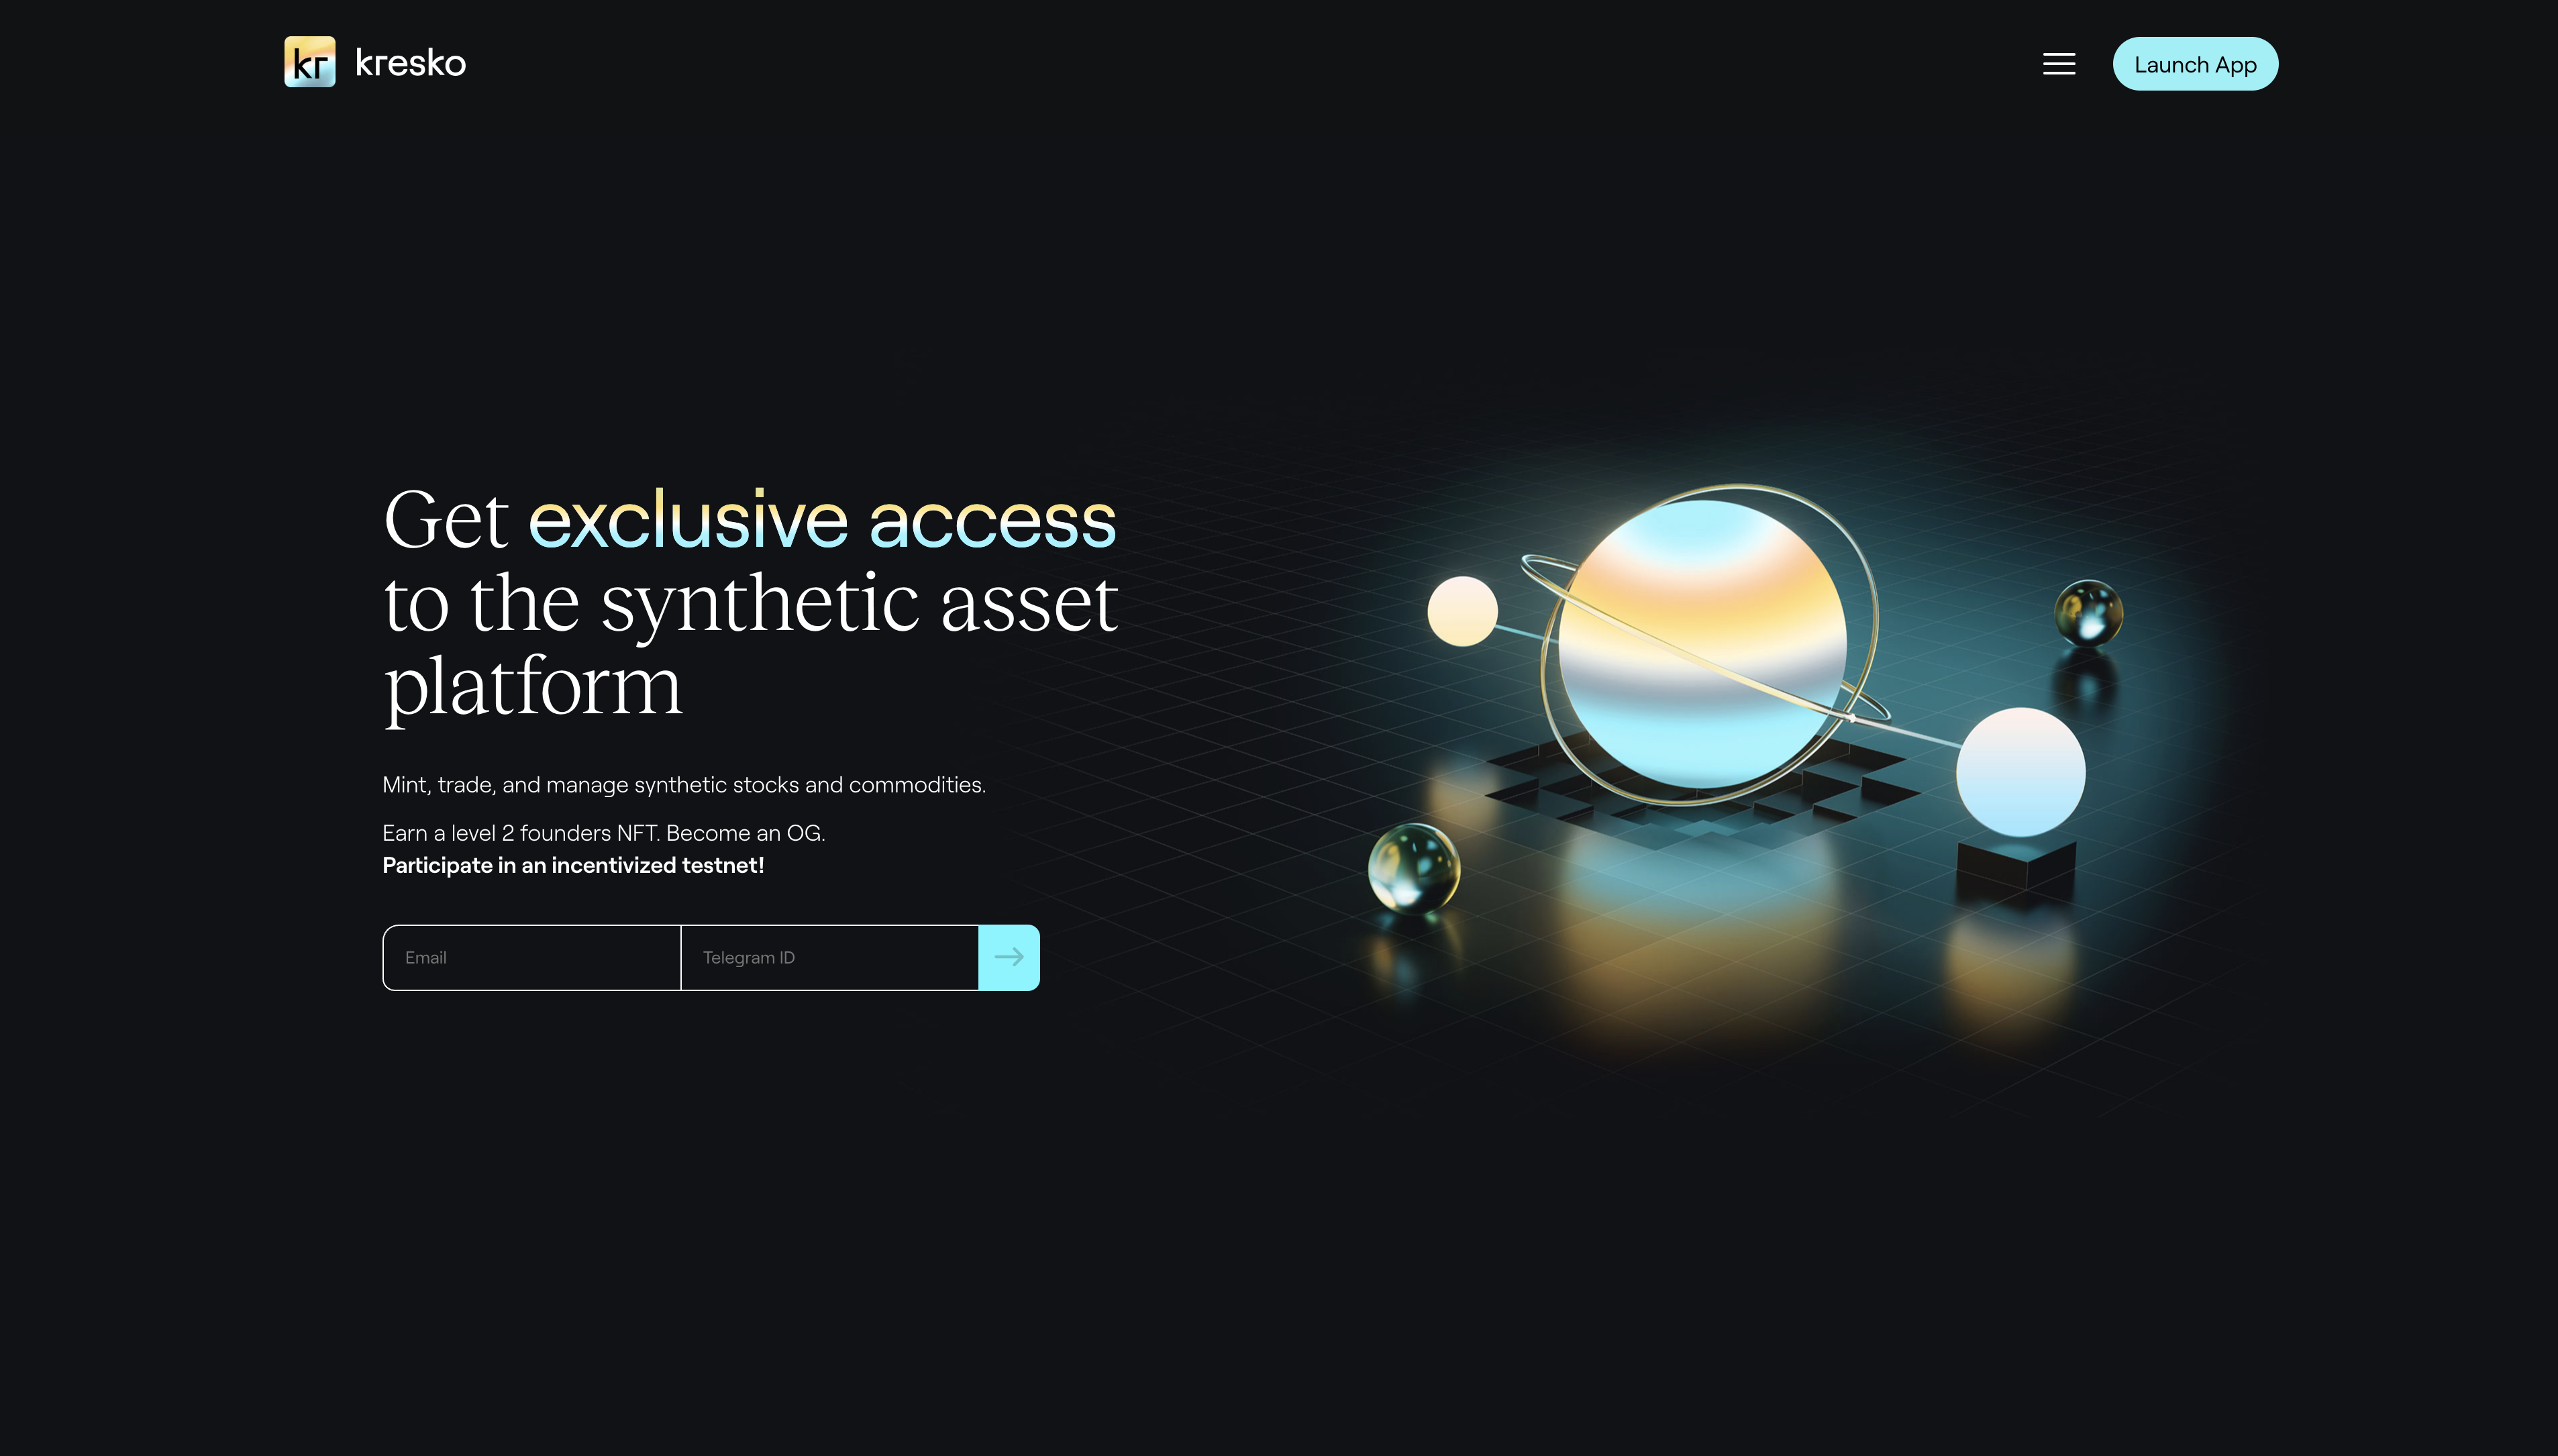 kr kresko
Launch App
Get exclusive access
to the synthetic asset
platform
Mint, trade, and manage synthetic stocks and commodities.
Earn a level 2 founders NFT. Become an OG.
Participate in an incentivized testnet!
Email
Telegram ID